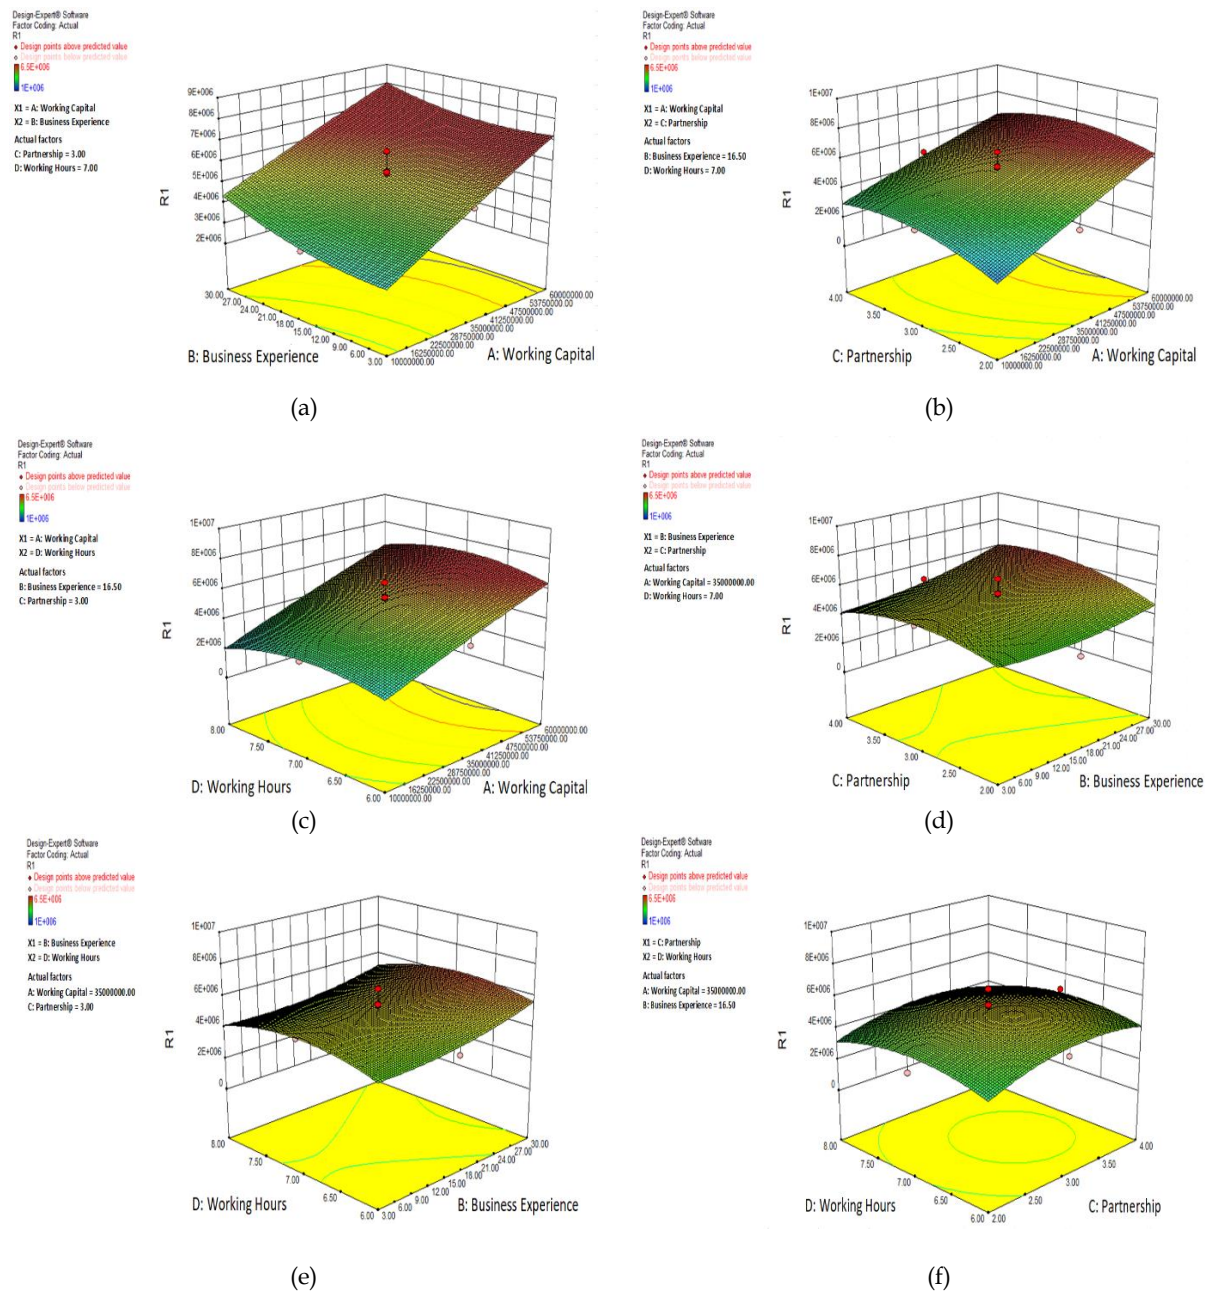 Design-Expert® Software
Factor Coding: Actual
R1
Design points above predicted value
Design points below predicted value
6.5E+006
1E+006
X1 = A: Working Capital
X2 = B: Business Experience
Actual factors
C: Partnership = 3.00
D: Working Hours = 7.00
9E+006
8E+006
7E+006
6E+006
5E+006
4E+006
3E+006
2E+006
R1
30.00
27.00
24.00
21.00
18.00
15.00
12.00
9.00
6.00
3.00
B: Business Experience
10000000.00
16250000.00
22500000.00
28750000.00
35000000.00
41250000.00
47500000.00
53750000.00
60000000.00
A: Working Capital
(a)
Design-Expert® Software
Factor Coding: Actual
R1
Design points above predicted value
Design points below predicted value
6.5E+006
1E+006
X1 = A: Working Capital
X2 = C: Partnership
Actual factors
B: Business Experience = 16.50
D: Working Hours = 7.00
1E+007
8E+006
6E+006
4E+006
2E+006
0
R1
4.00
3.50
3.00
2.50
2.00
C: Partnership
10000000.00
16250000.00
22500000.00
28750000.00
35000000.00
41250000.00
47500000.00
53750000.00
60000000.00
A: Working Capital
(b)
Design-Expert® Software
Factor Coding: Actual
R1
Design points above predicted value
Design points below predicted value
6.5E+006
1E+006
X1 = A: Working Capital
X2 = D: Working Hours
Actual factors
B: Business Experience = 16.50
C: Partnership = 3.00
1E+007
8E+006
6E+006
4E+006
2E+006
0
R1
8.00
7.50
7.00
6.50
6.00
D: Working Hours
10000000.00
16250000.00
22500000.00
28750000.00
35000000.00
41250000.00
47500000.00
53750000.00
60000000.00
A: Working Capital
(c)
Design-Expert® Software
Factor Coding: Actual
R1
Design points above predicted value
Design points below predicted value
6.5E+006
1E+006
X1 = B: Business Experience
X2 = C: Partnership
Actual factors
A: Working Capital = 35000000.00
D: Working Hours = 7.00
1E+007
8E+006
6E+006
4E+006
2E+006
0
R1
4.00
3.50
3.00
2.50
2.00
C: Partnership
3.00
6.00
9.00
12.00
15.00
18.00
21.00
24.00
27.00
30.00
B: Business Experience
(d)
Design-Expert® Software
Factor Coding: Actual
R1
Design points above predicted value
Design points below predicted value
6.5E+006
1E+006
X1 = B: Business Experience
X2 = D: Working Hours
Actual factors
A: Working Capital = 35000000.00
C: Partnership = 3.00
1E+007
8E+006
6E+006
4E+006
2E+006
0
R1
8.00
7.50
7.00
6.50
6.00
D: Working Hours
3.00
6.00
9.00
12.00
15.00
18.00
21.00
24.00
27.00
30.00
B: Business Experience
(e)
Design-Expert® Software
Factor Coding: Actual
R1
Design points above predicted value
Design points below predicted value
6.5E+006
1E+006
X1 = C: Partnership
X2 = D: Working Hours
Actual factors
A: Working Capital = 35000000.00
B: Business Experience = 16.50
1E+007
8E+006
6E+006
4E+006
2E+006
0
R1
8.00
7.50
7.00
6.50
6.00
D: Working Hours
2.00
2.50
3.00
3.50
4.00
C: Partnership
(f)